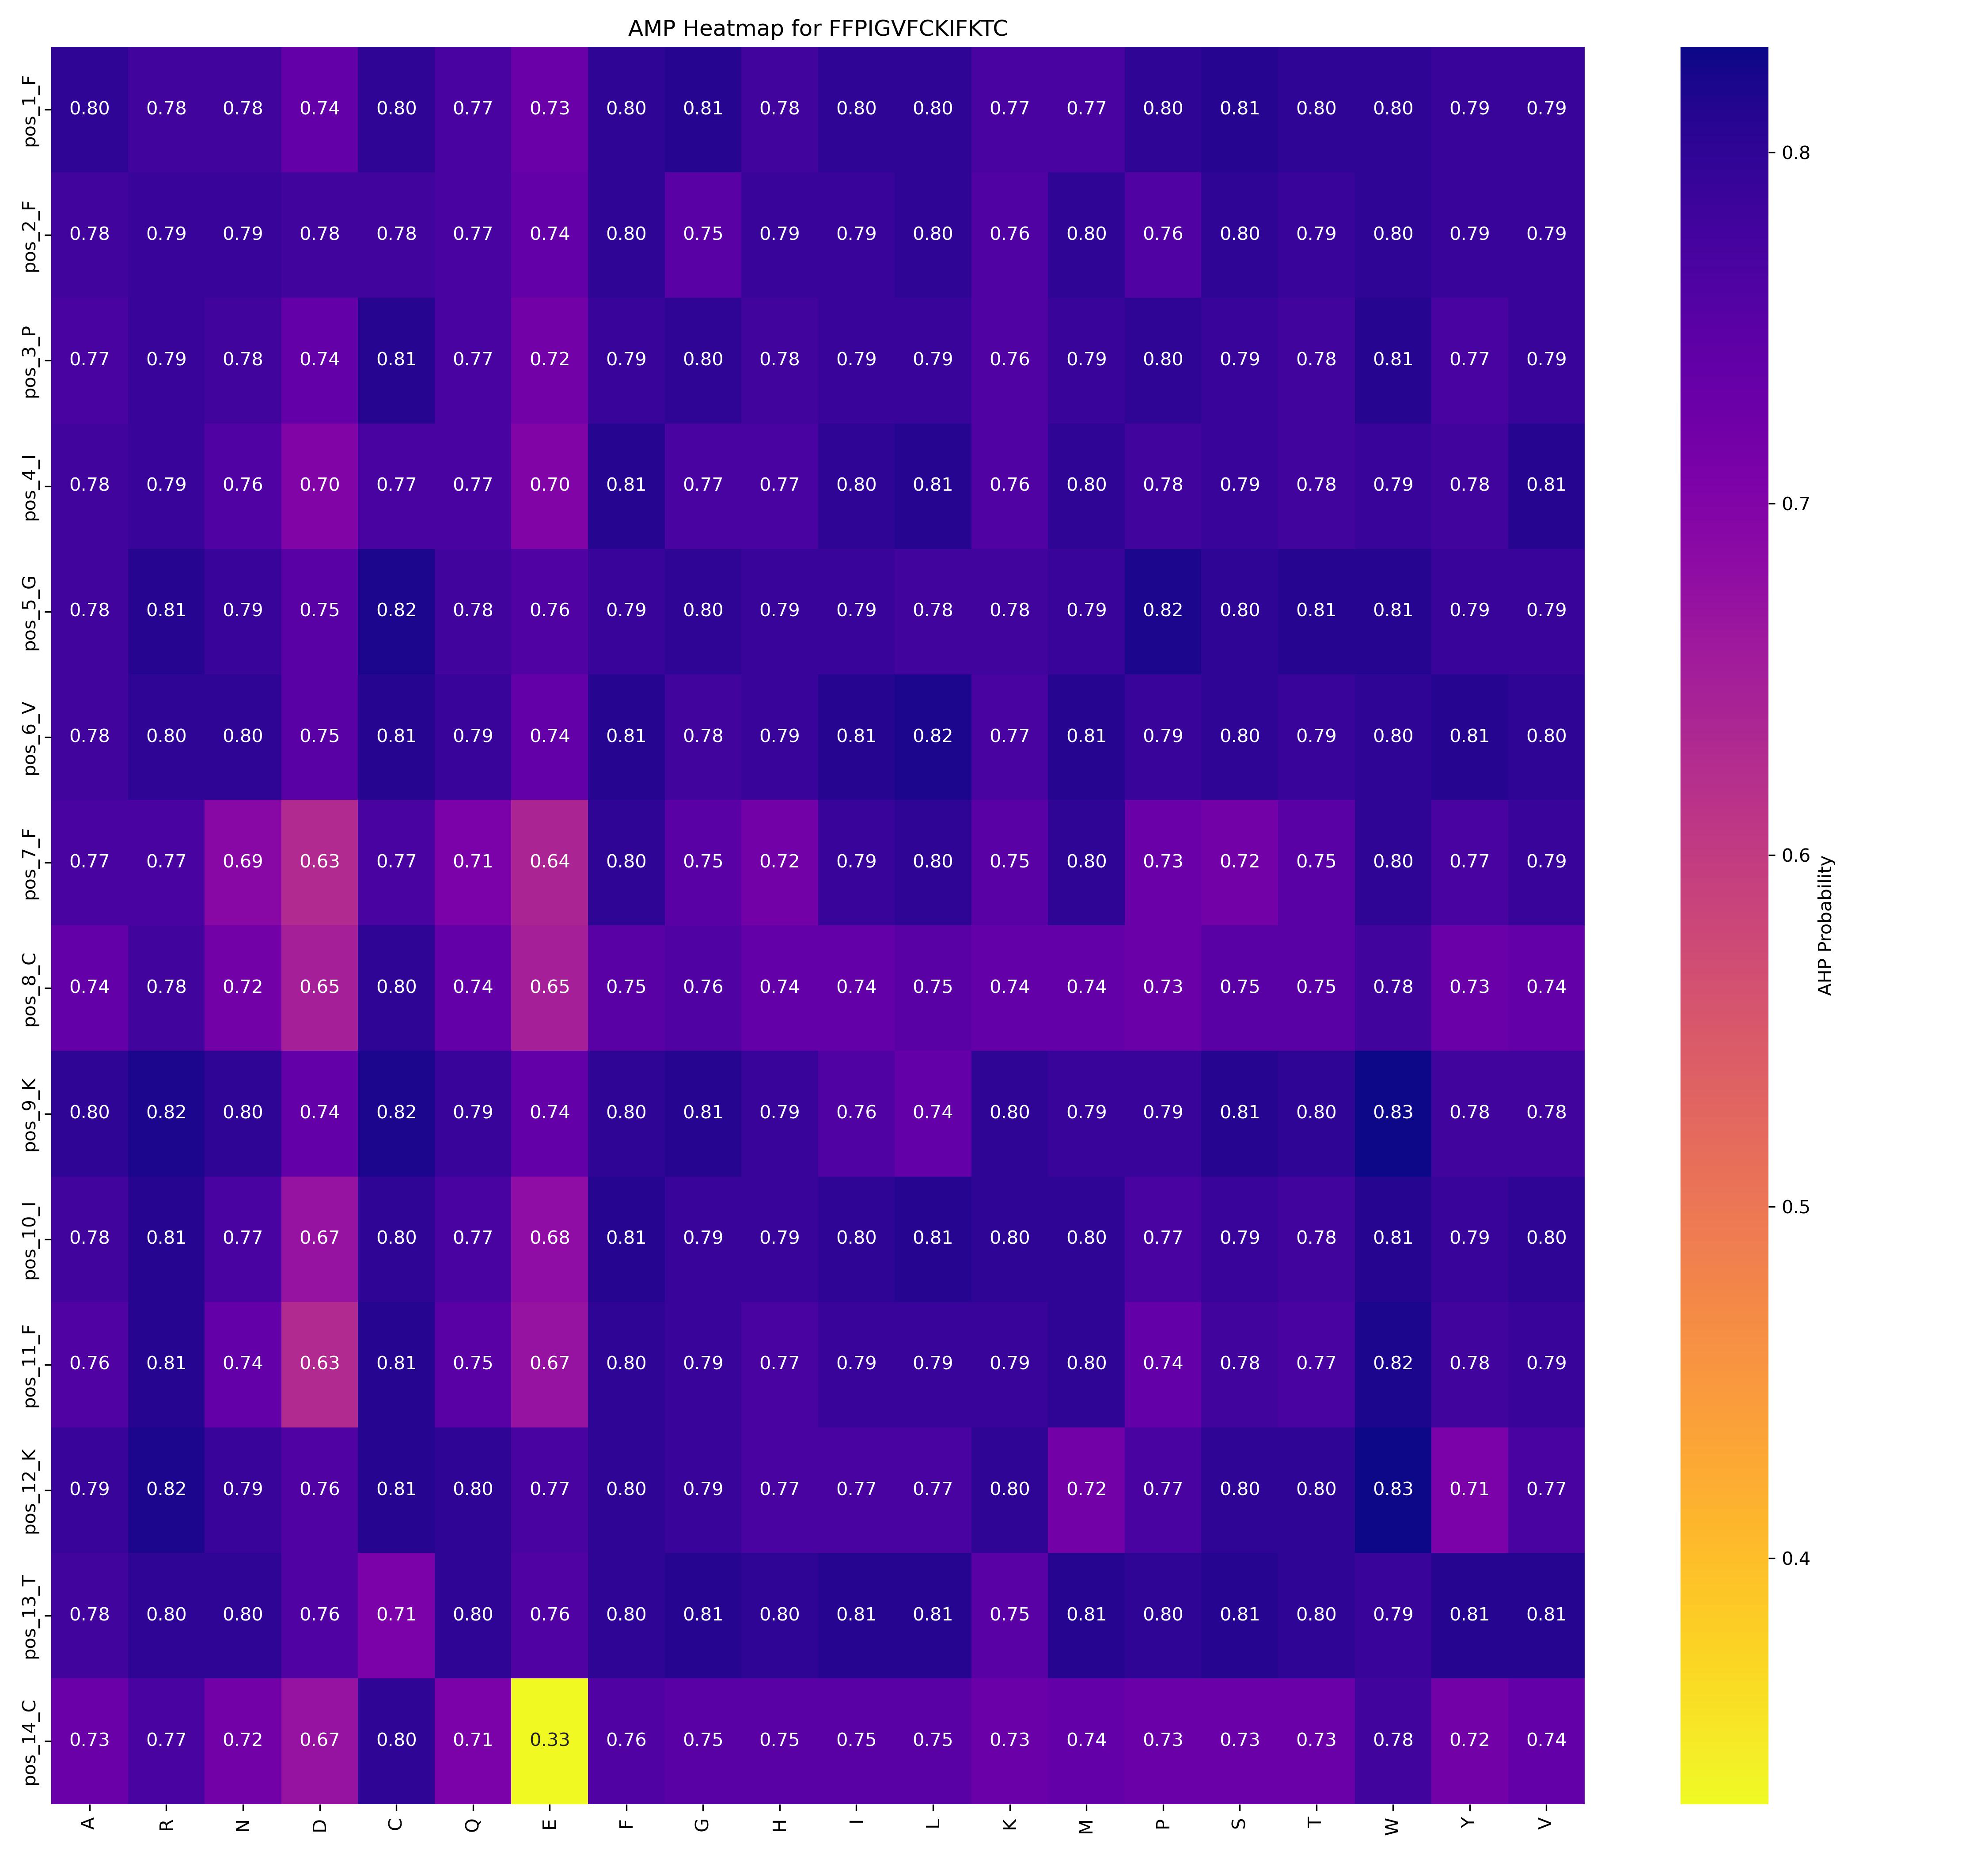 AMP Heatmap for FFPIGVFCKIFKTC
pos_1_F 0.80 0.78 0.78 0.74 0.80 0.77 0.73 0.80 0.81 0.78 0.80 0.80 0.77 0.77 0.80 0.81 0.80 0.80 0.79 0.79
pos_2_F 0.78 0.79 0.79 0.78 0.78 0.77 0.74 0.80 0.75 0.79 0.79 0.80 0.76 0.80 0.76 0.80 0.79 0.80 0.79 0.79
pos_3_P 0.77 0.79 0.78 0.74 0.81 0.77 0.72 0.79 0.80 0.78 0.79 0.79 0.76 0.79 0.80 0.79 0.78 0.81 0.77 0.79
pos_4_I 0.78 0.79 0.76 0.70 0.77 0.77 0.70 0.81 0.77 0.77 0.80 0.81 0.76 0.80 0.78 0.79 0.78 0.79 0.78 0.81
pos_5_G 0.78 0.81 0.79 0.75 0.82 0.78 0.76 0.79 0.80 0.79 0.79 0.78 0.78 0.79 0.82 0.80 0.81 0.81 0.79 0.79
pos_6_V 0.78 0.80 0.80 0.75 0.81 0.79 0.74 0.81 0.78 0.79 0.81 0.82 0.77 0.81 0.79 0.80 0.79 0.80 0.81 0.80
pos_7_F 0.77 0.77 0.69 0.63 0.77 0.71 0.64 0.80 0.75 0.72 0.79 0.80 0.75 0.80 0.73 0.72 0.75 0.80 0.77 0.79
pos_8_C 0.74 0.78 0.72 0.65 0.80 0.74 0.65 0.75 0.76 0.74 0.74 0.75 0.74 0.74 0.73 0.75 0.75 0.78 0.73 0.74
pos_9_K 0.80 0.82 0.80 0.74 0.82 0.79 0.74 0.80 0.81 0.79 0.76 0.74 0.80 0.79 0.79 0.81 0.80 0.83 0.78 0.78
pos_10_I 0.78 0.81 0.77 0.67 0.80 0.77 0.68 0.81 0.79 0.79 0.80 0.81 0.80 0.80 0.77 0.79 0.78 0.81 0.79 0.80
pos_11_F 0.76 0.81 0.74 0.63 0.81 0.75 0.67 0.80 0.79 0.77 0.79 0.79 0.79 0.80 0.74 0.78 0.77 0.82 0.78 0.79
pos_12_K 0.79 0.82 0.79 0.76 0.81 0.80 0.77 0.80 0.79 0.77 0.77 0.77 0.80 0.72 0.77 0.80 0.80 0.83 0.71 0.77
pos_13_T 0.78 0.80 0.80 0.76 0.71 0.80 0.76 0.80 0.81 0.80 0.81 0.81 0.75 0.81 0.80 0.81 0.80 0.79 0.81 0.81
pos_14_C 0.73 0.77 0.72 0.67 0.80 0.71 0.33 0.76 0.75 0.75 0.75 0.75 0.73 0.74 0.73 0.73 0.73 0.78 0.72 0.74
A R N D C Q E F G H I L K M P S T W Y V
0.8
0.7
0.6
0.5
0.4
AHP Probability